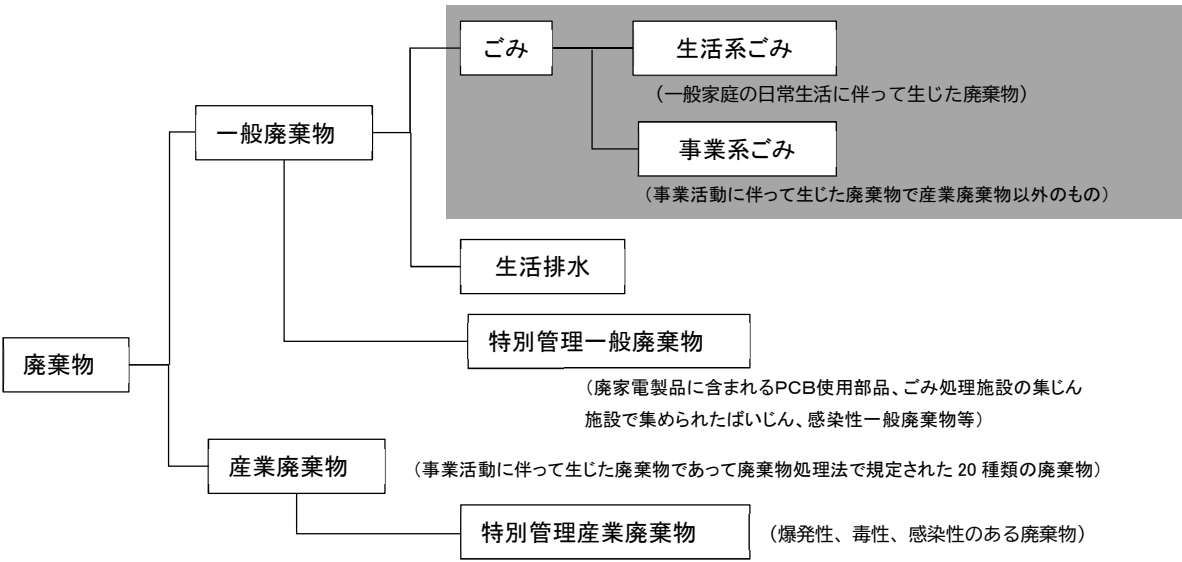 ごみ
生活系ごみ
（一般家庭の日常生活に伴って生じた廃棄物）
一般廃棄物
事業系ごみ
（事業活動に伴って生じた廃棄物で産業廃棄物以外のもの）
生活排水
特別管理一般廃棄物
廃棄物
（廃家電製品に含まれるPCB使用部品、ごみ処理施設の集じん
施設で集められたばいじん、感染性一般廃棄物等）
産業廃棄物
（事業活動に伴って生じた廃棄物であって廃棄物処理法で規定された 20 種類の廃棄物）
特別管理産業廃棄物
（爆発性、毒性、感染性のある廃棄物）